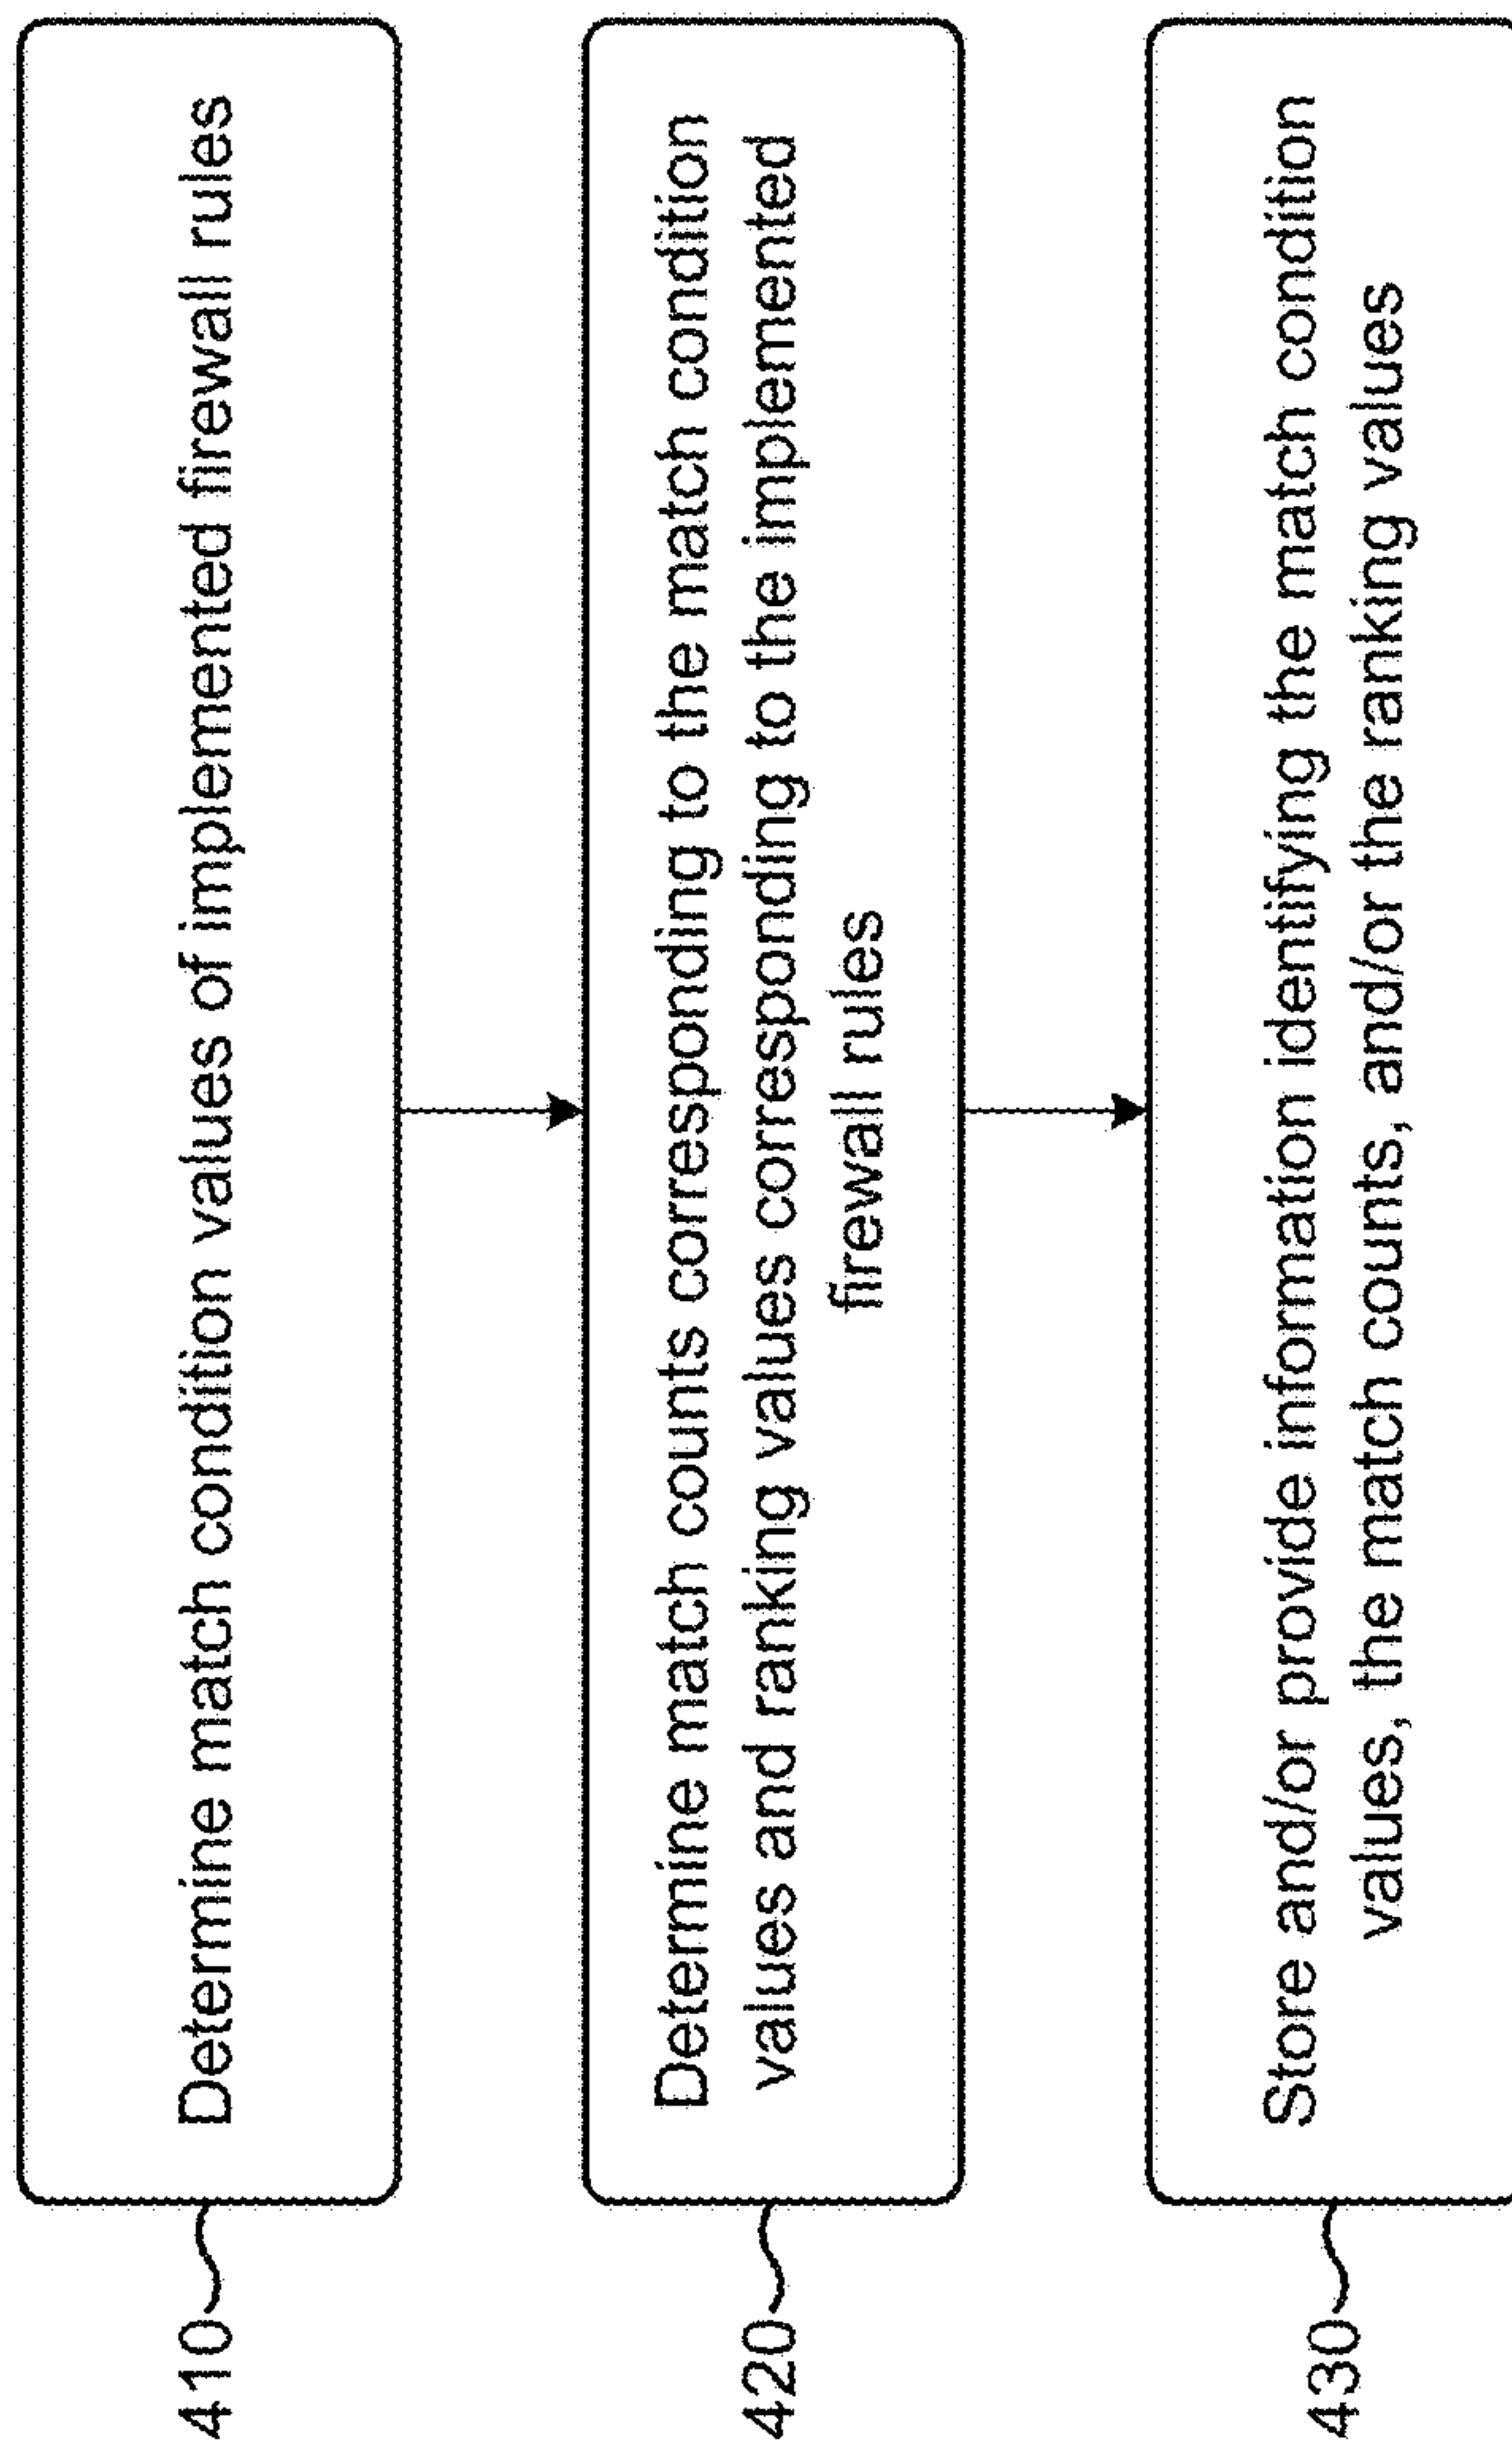 410
Determine match condition values of implemented firewall rules
420
Determine match counts corresponding to the match condition
values and ranking values corresponding to the implemented
firewall rules
430
Store and/or provide information identifying the match condition
values, the match counts, and/or the ranking values